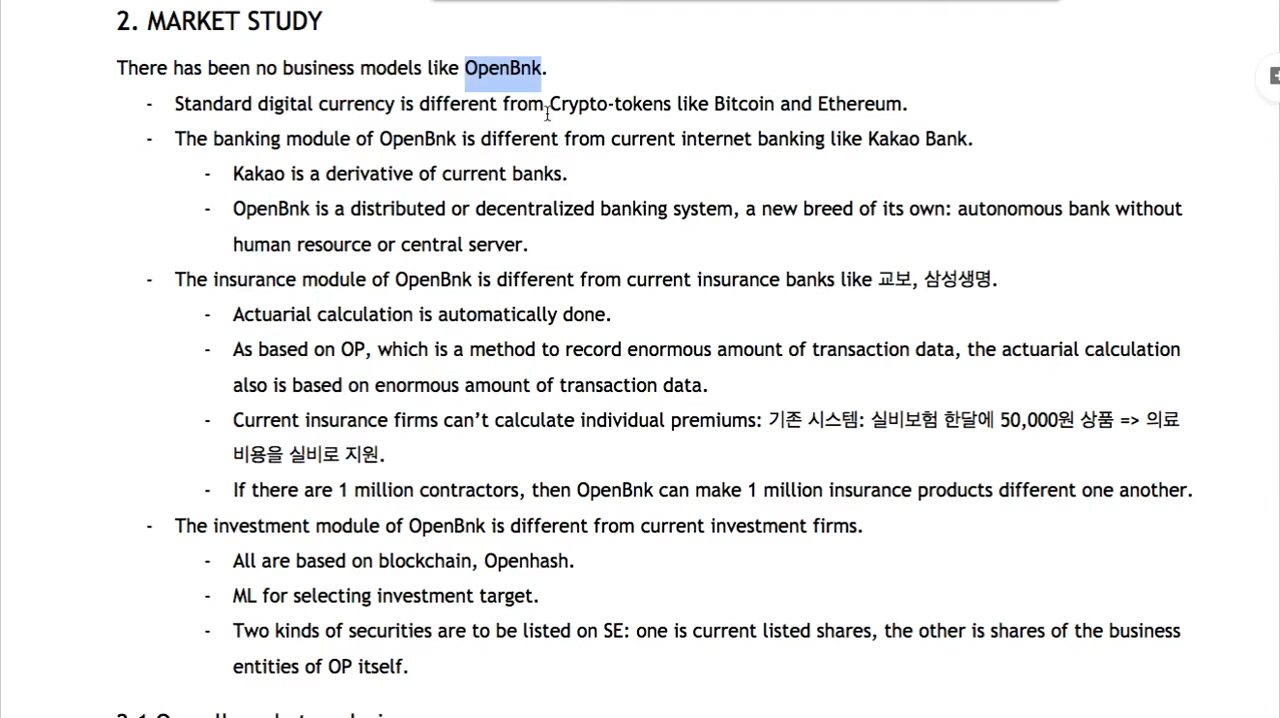 2. MARKET STUDY
There has been no business models like OpenBnk.
- Standard digital currency is different from Crypto-tokens like Bitcoin and Ethereum.
- The banking module of OpenBnk is different from current internet banking like Kakao Bank.
- Kakao is a derivative of current banks.
- OpenBnk is a distributed or decentralized banking system, a new breed of its own: autonomous bank without
human resource or central server.
- The insurance module of OpenBnk is different from current insurance banks like 교보, 삼성생명.
- Actuarial calculation is automatically done.
- As based on OP, which is a method to record enormous amount of transaction data, the actuarial calculation
also is based on enormous amount of transaction data.
- Current insurance firms can't calculate individual premiums: 기존 시스템: 실비보험 한달에 50,000원 상품 => 의료
비용을 실비로 지원.
- If there are 1 million contractors, then OpenBnk can make 1 million insurance products different one another.
- The investment module of OpenBnk is different from current investment firms.
- All are based on blockchain, Openhash.
- ML for selecting investment target.
- Two kinds of securities are to be listed on SE: one is current listed shares, the other is shares of the business
entities of OP itself.